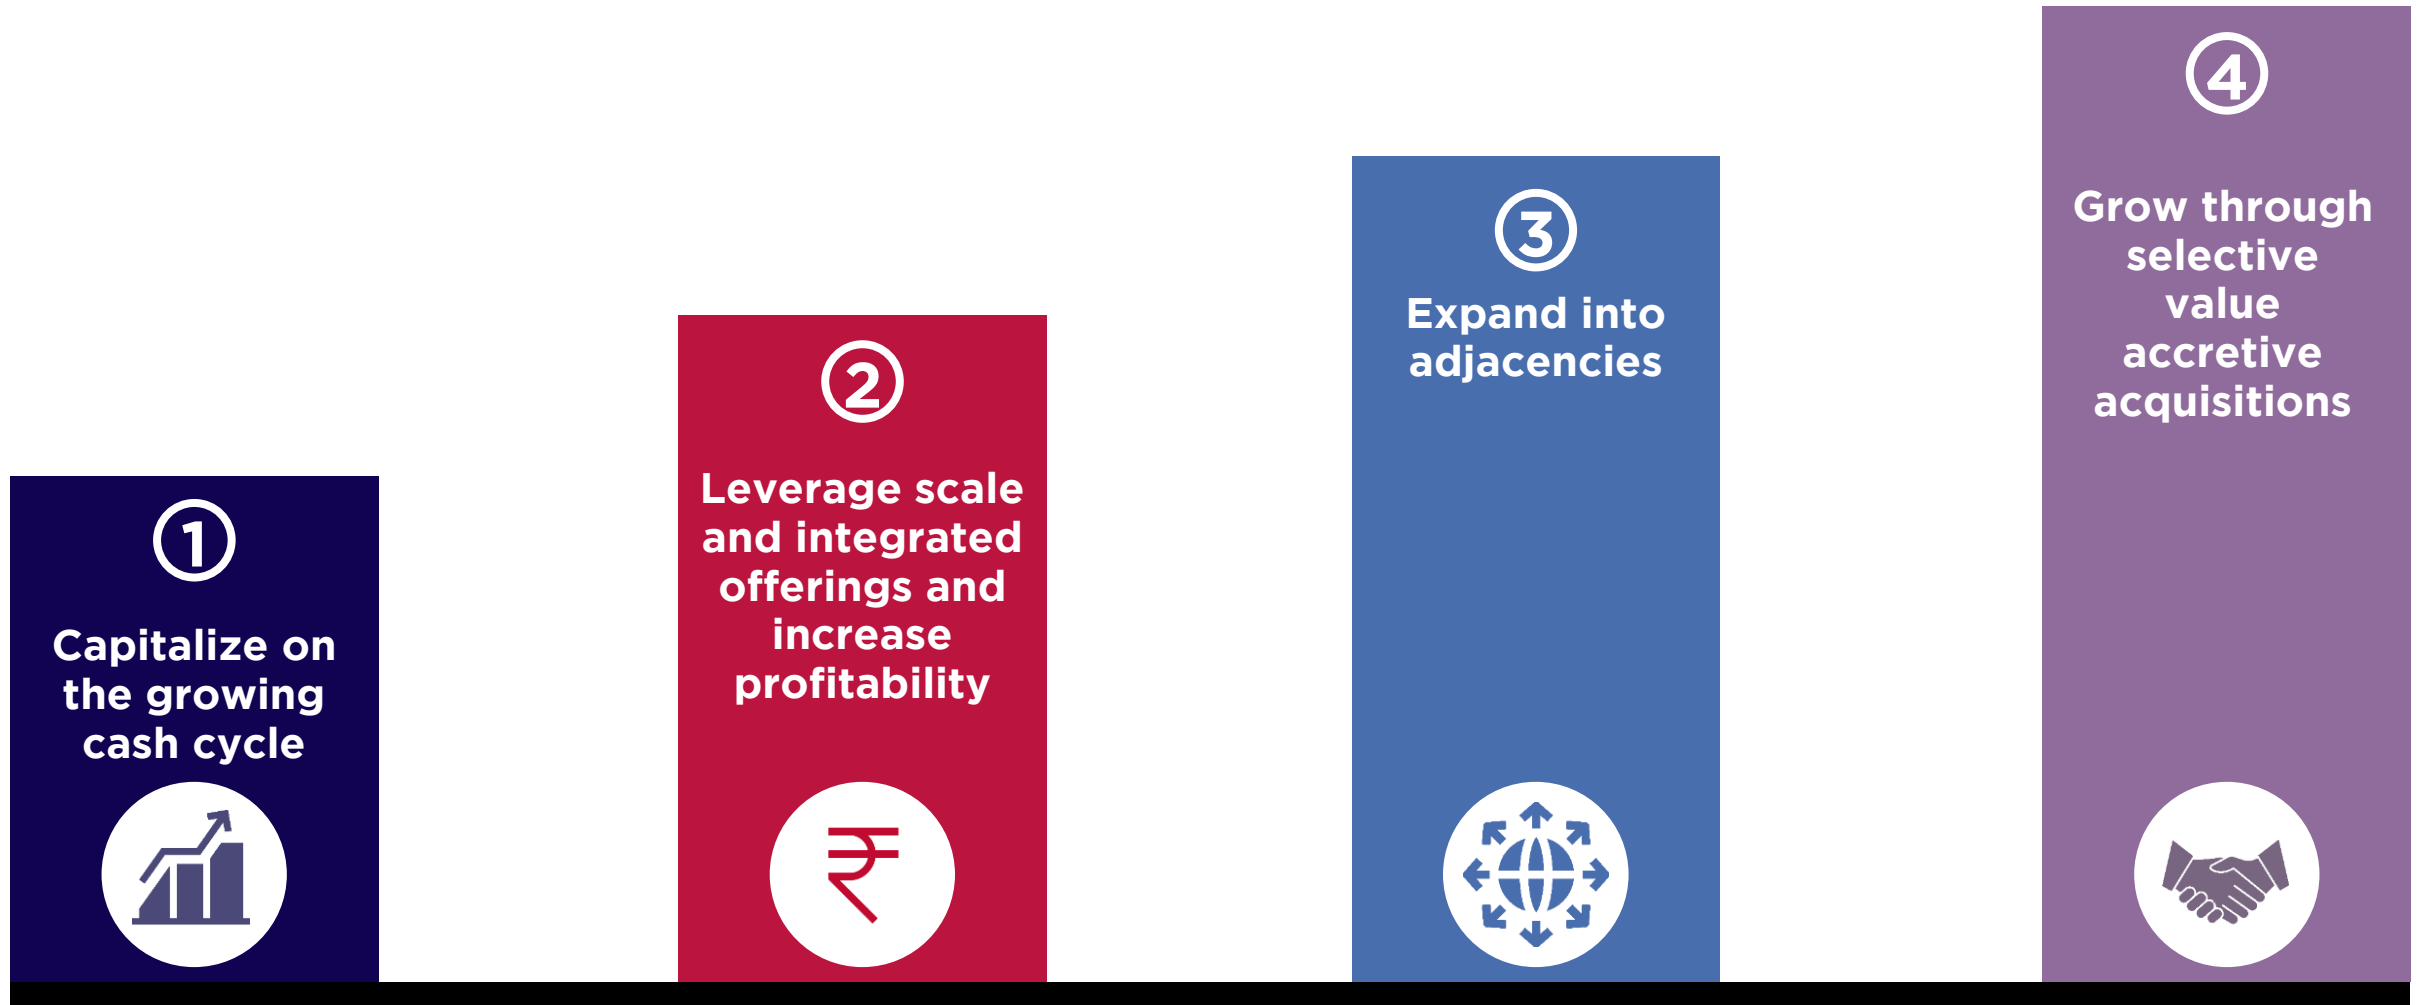 1
Capitalize on
the growing
cash cycle
2
Leverage scale
and integrated
offerings and
increase
profitability
₹
3
Expand into
adjacencies
4
Grow through
selective
value
accretive
acquisitions